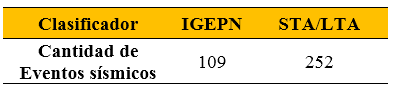 Clasificador IGEPN STA/LTA
Cantidad de
Eventos sísmicos 109 252